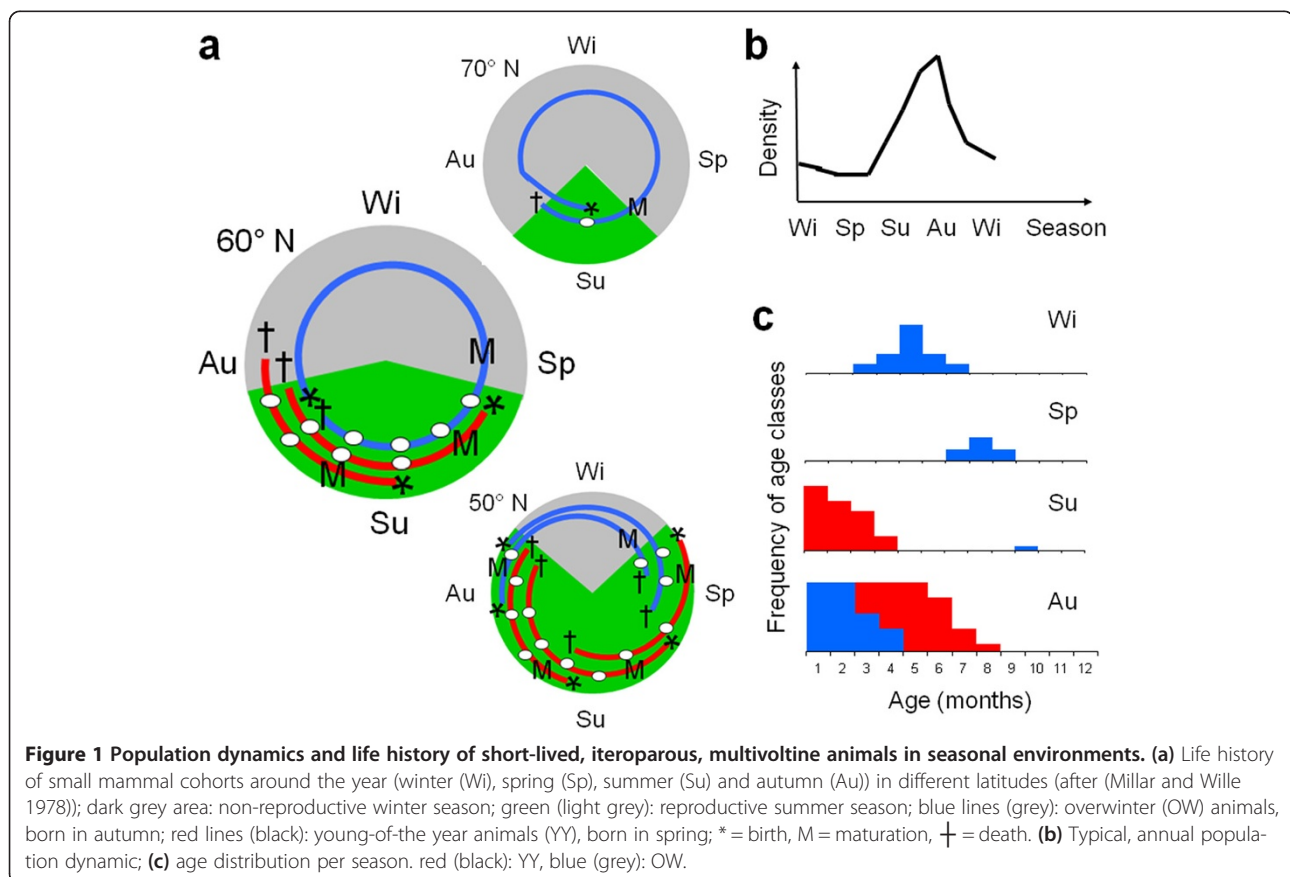 a
Wi
70° N
Au
Sp
†
*
M
Su
Wi
60° N
Au
Sp
†
†
*
†
M
*
M
M
*
Su
Wi
50° N
Au
Sp
*
†
†
M
*
M
†
†
*
M
*
M
†
M
*
Su
b
Density
Wi Sp Su Au Wi Season
c
Frequency of age classes
Wi
Sp
Su
Au
1 2 3 4 5 6 7 8 9 10 11 12
Age (months)
Figure 1 Population dynamics and life history of short-lived, iteroparous, multivoltine animals in seasonal environments. (a) Life history
of small mammal cohorts around the year (winter (Wi), spring (Sp), summer (Su) and autumn (Au)) in different latitudes (after (Millar and Wille
1978)); dark grey area: non-reproductive winter season; green (light grey): reproductive summer season; blue lines (grey): overwinter (OW) animals,
born in autumn; red lines (black): young-of-the year animals (YY), born in spring; * = birth, M = maturation, † = death. (b) Typical, annual popula-
tion dynamic; (c) age distribution per season. red (black): YY, blue (grey): OW.